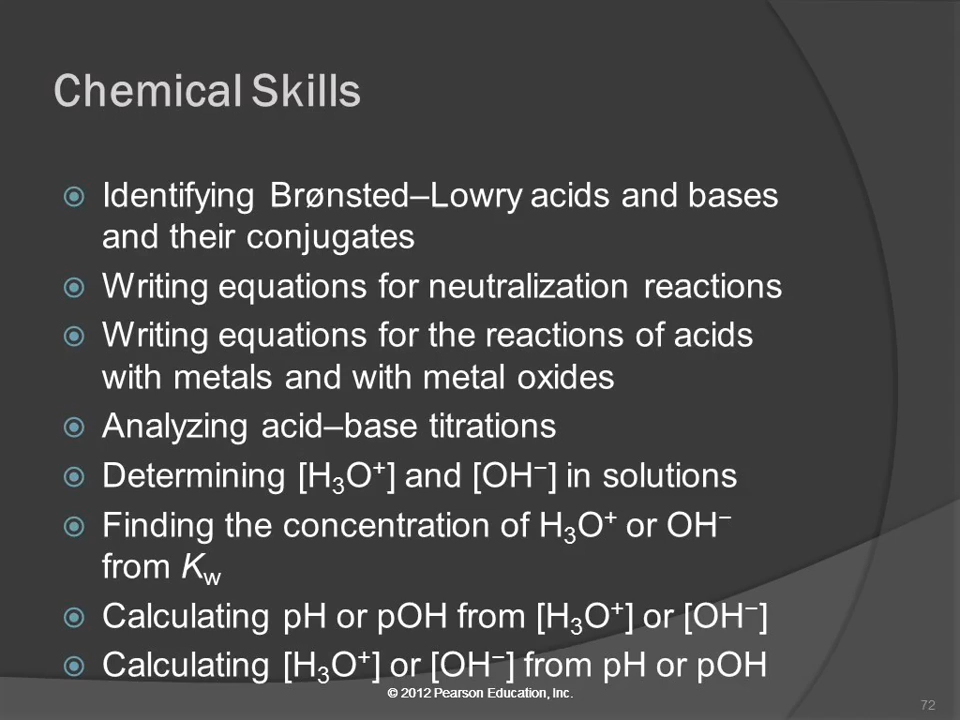 Chemical Skills
Identifying Brønsted–Lowry acids and bases
and their conjugates
Writing equations for neutralization reactions
Writing equations for the reactions of acids
with metals and with metal oxides
Analyzing acid–base titrations
Determining [H₃O⁺] and [OH⁻] in solutions
Finding the concentration of H₃O⁺ or OH⁻
from K_w
Calculating pH or pOH from [H₃O⁺] or [OH⁻]
Calculating [H₃O⁺] or [OH⁻] from pH or pOH
© 2012 Pearson Education, Inc.
72